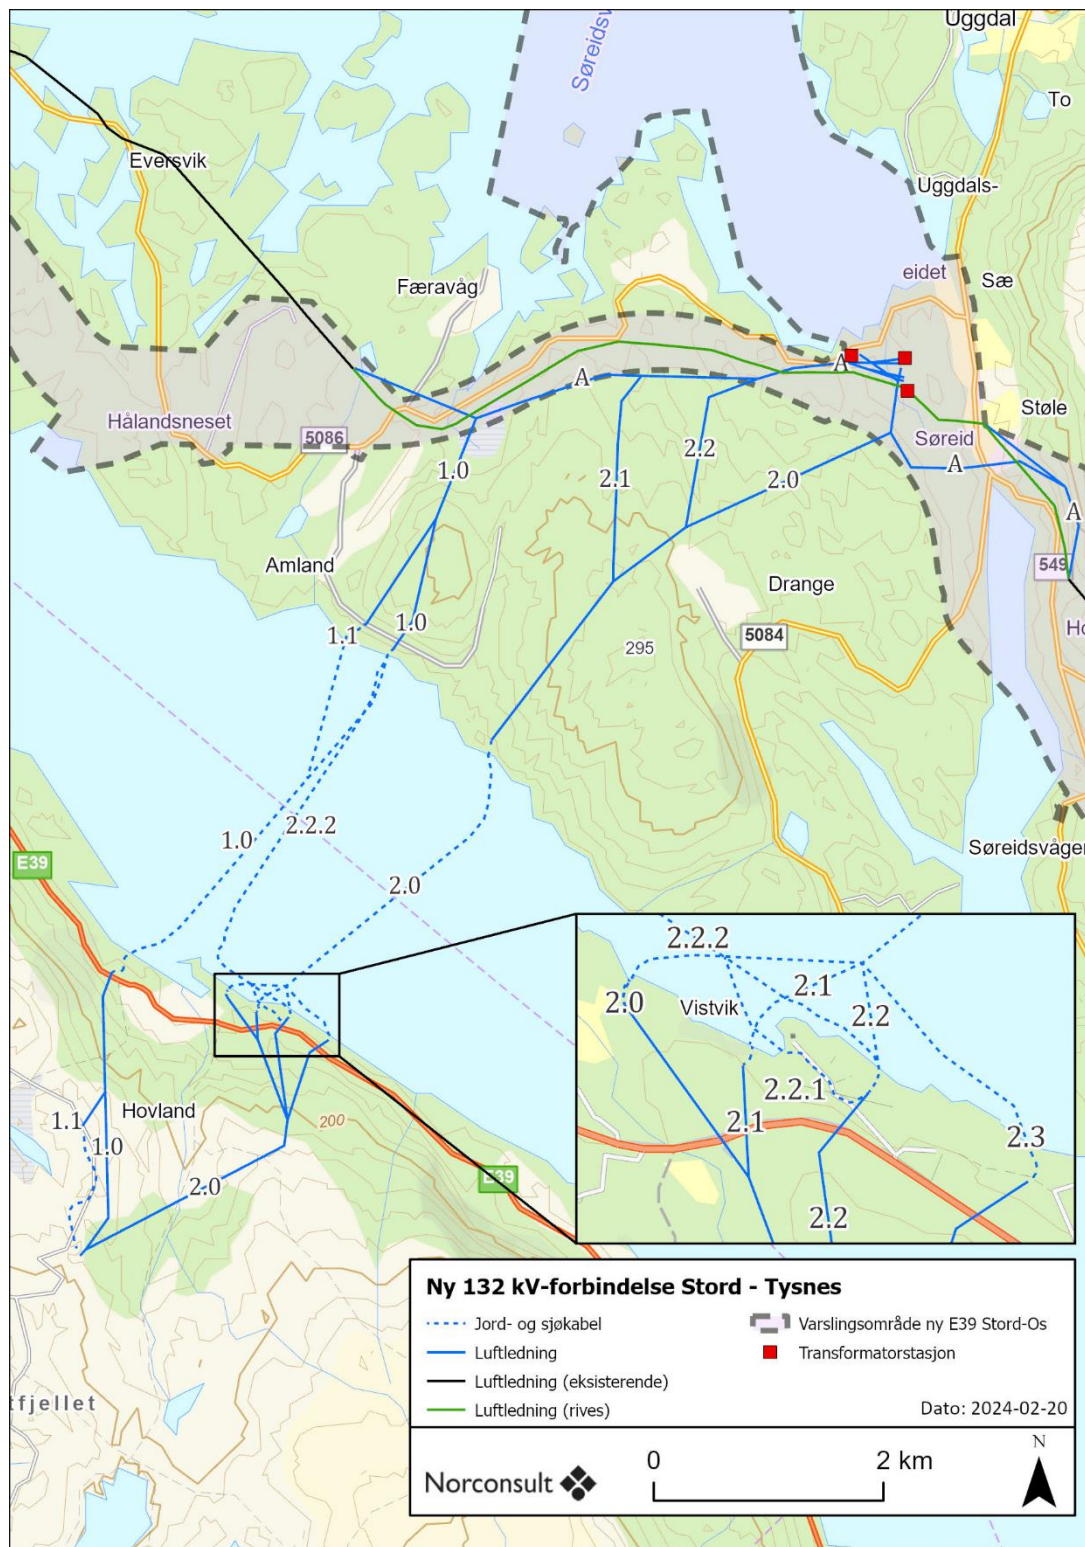 Uggdal
Søreidsv
To
Eversvik
Uggdals-
eidet
Sæ
Færavåg
A
A
Støle
Hålandsneset
5086
Søreid
1.0
2.1
2.2
2.0
A
A
Amland
549
Drange
1.1
1.0
5084
Ho
295
1.0
2.2.2
E39
2.0
Søreidsvågen
2.2.2
2.1
2.0
Vistvik
2.2
2.2.1
2.1
2.3
2.2
Hovland
1.1
200
1.0
2.0
E39
tfjellet
Ny 132 kV-forbindelse Stord - Tysnes
Jord- og sjøkabel
Luftledning
Luftledning (eksisterende)
Luftledning (rives)
Varslingsområde ny E39 Stord-Os
Transformatorstasjon
Dato: 2024-02-20
Norconsult
0
2 km
N